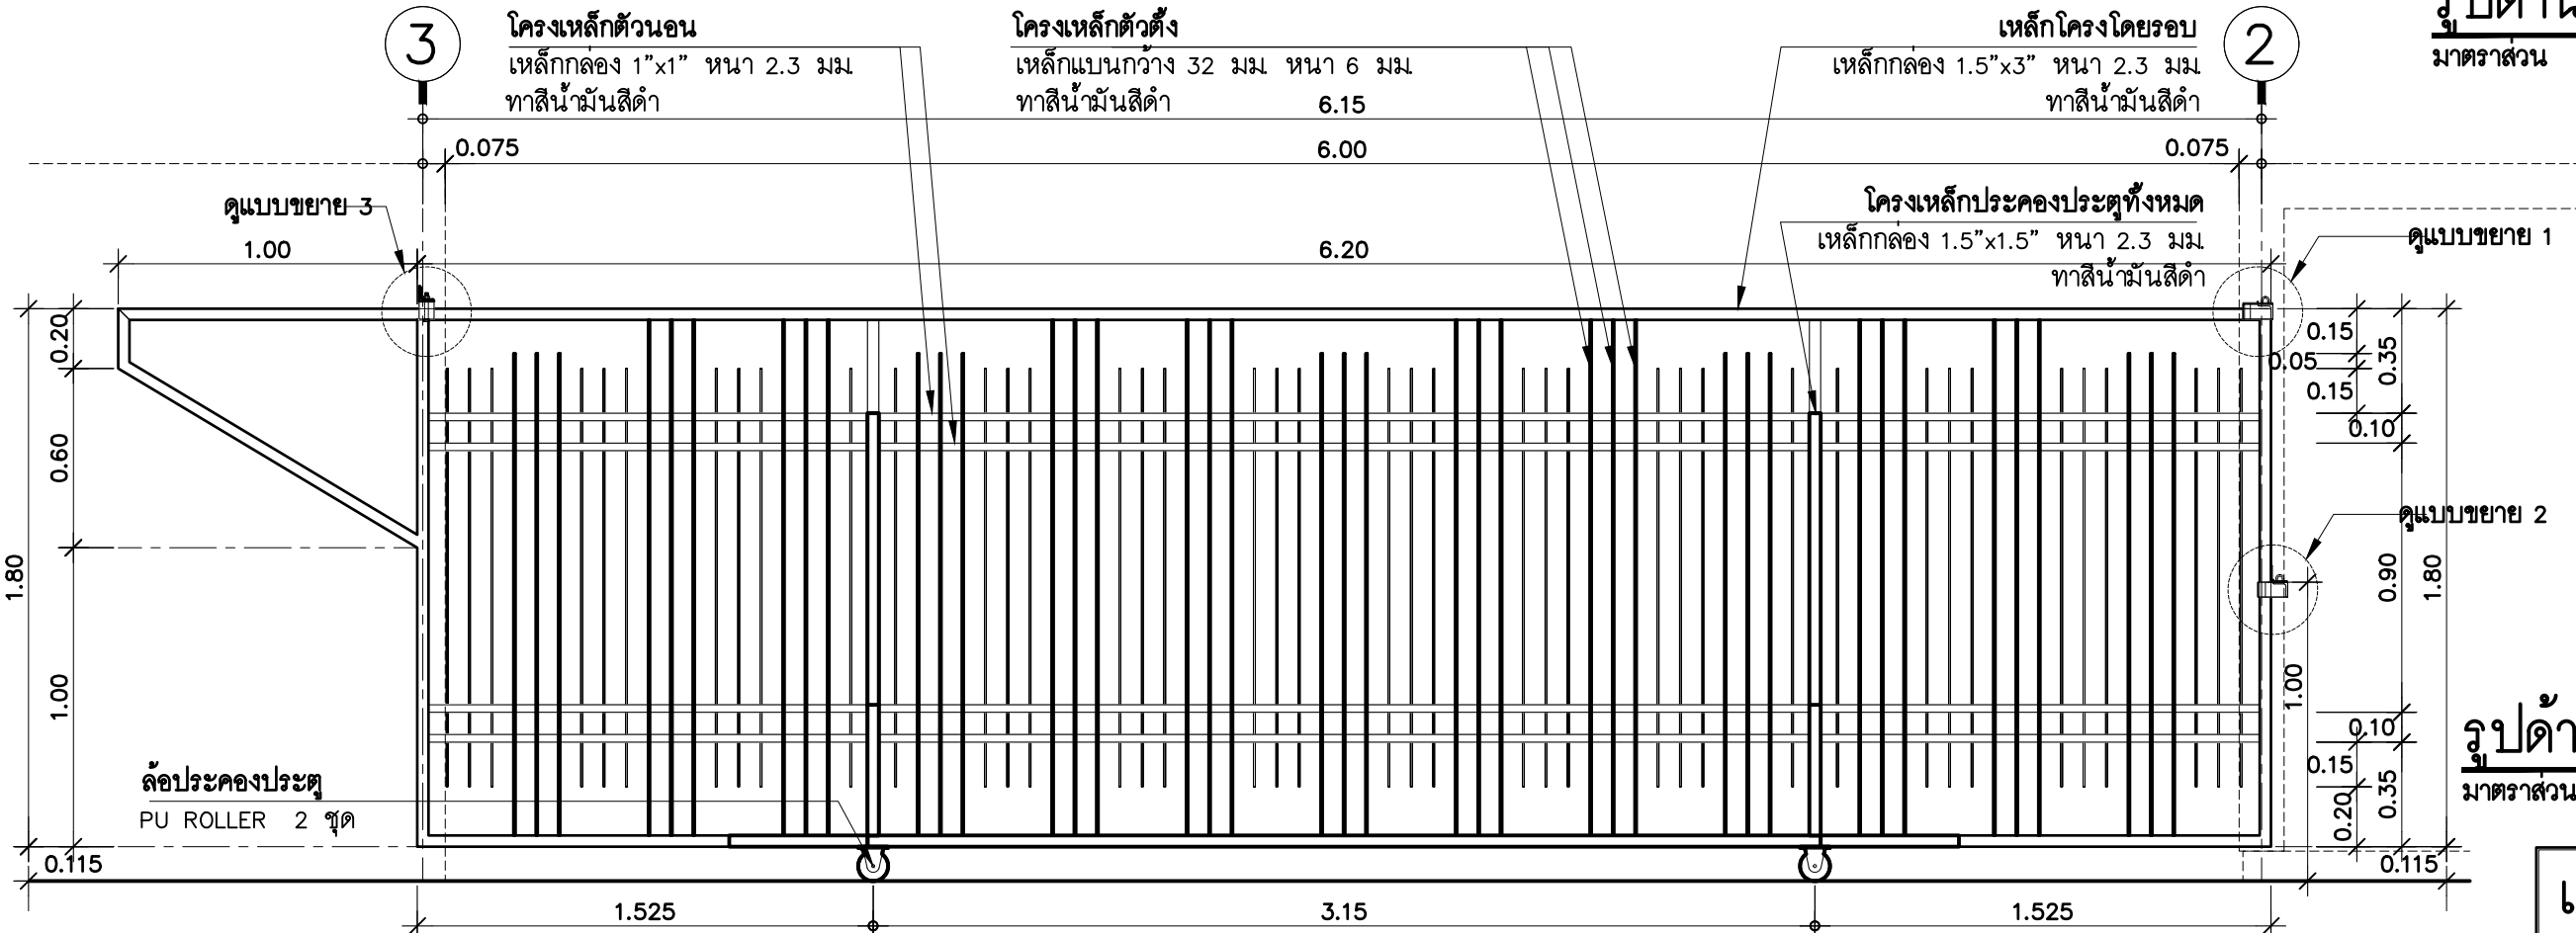 3
โครงเหล็กตัวนอน
เหล็กกล่อง 1"x1" หนา 2.3 มม.
ทาสีน้ำมันสีดำ
โครงเหล็กตัวตั้ง
เหล็กแบนกว้าง 32 มม. หนา 6 มม.
ทาสีน้ำมันสีดำ
เหล็กโครงโดยรอบ
เหล็กกล่อง 1.5"x3" หนา 2.3 มม.
ทาสีน้ำมันสีดำ
2
มาตราส่วน
6.15
0.075
6.00
0.075
ดูแบบขยาย 3
โครงเหล็กประคองประตูทั้งหมด
เหล็กกล่อง 1.5"x1.5" หนา 2.3 มม.
ทาสีน้ำมันสีดำ
ดูแบบขยาย 1
1.00
6.20
0.20
0.60
1.00
1.80
0.115
0.15
0.05
0.15
0.35
0.10
0.90
1.80
ดูแบบขยาย 2
1.00
0.10
0.15
0.35
0.20
0.115
ล้อประคองประตู
PU ROLLER 2 ชุด
รูปด้า
มาตราส่วน
1.525
3.15
1.525